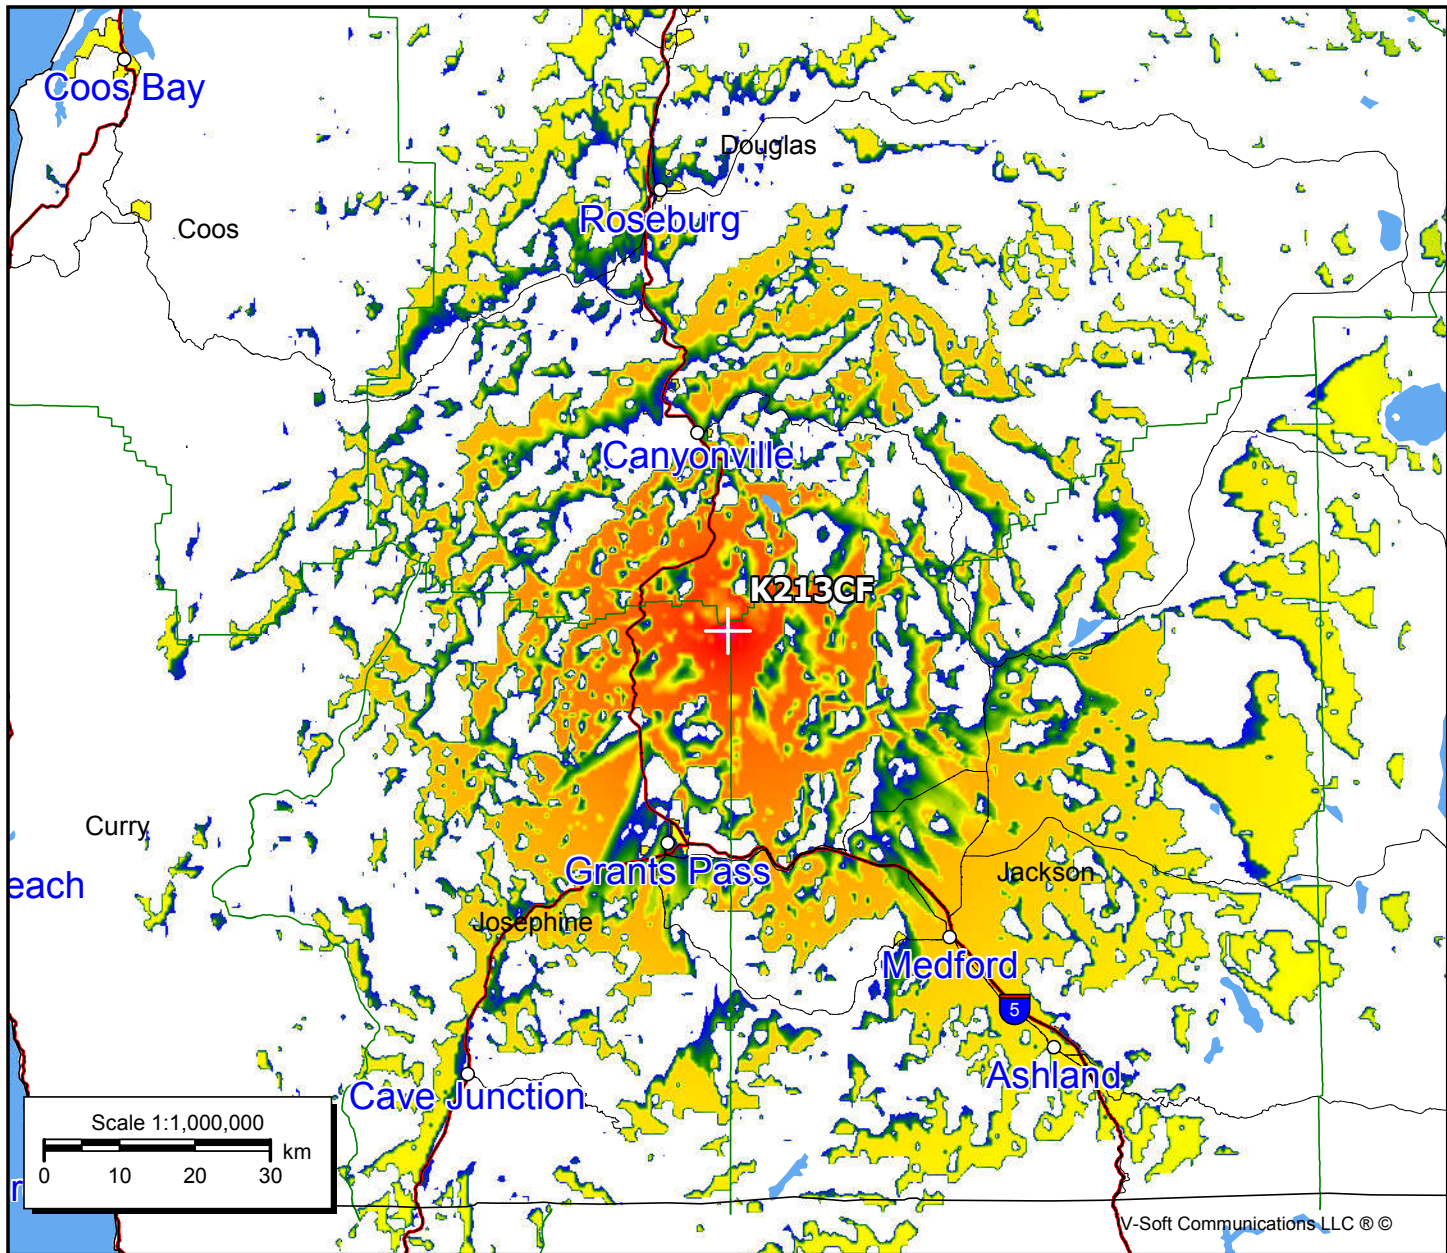 Coos Bay
Douglas
Roseburg
Coos
Canyonville
K213CF
Curry
Grants Pass
each
Jackson
Josephine
Medford
5
Ashland
Cave Junction
Scale 1:1,000,000
km
0 10 20 30
r
V-Soft Communications LLC ® ©